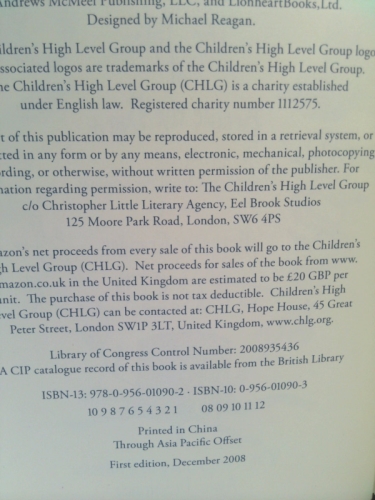 Andrews McMeel Publishing, LLC, and LionheartBooks,Ltd.
Designed by Michael Reagan.
ildren's High Level Group and the Children's High Level Group logo
ssociated logos are trademarks of the Children's High Level Group.
he Children's High Level Group (CHLG) is a charity established
under English law. Registered charity number 1112575.
t of this publication may be reproduced, stored in a retrieval system, or
tted in any form or by any means, electronic, mechanical, photocopying
ording, or otherwise, without written permission of the publisher. For
mation regarding permission, write to: The Children's High Level Group
c/o Christopher Little Literary Agency, Eel Brook Studios
125 Moore Park Road, London, SW6 4PS
azon's net proceeds from every sale of this book will go to the Children's
gh Level Group (CHLG). Net proceeds for sales of the book from www.
mazon.co.uk in the United Kingdom are estimated to be £20 GBP per
unit. The purchase of this book is not tax deductible. Children's High
evel Group (CHLG) can be contacted at: CHLG, Hope House, 45 Great
Peter Street, London SW1P 3LT, United Kingdom, www.chlg.org.
Library of Congress Control Number: 2008935436
A CIP catalogue record of this book is available from the British Library
ISBN-13: 978-0-956-01090-2 · ISBN-10: 0-956-01090-3
10 9 8 7 6 5 4 3 2 1 08 09 10 11 12
Printed in China
Through Asia Pacific Offset
First edition, December 2008